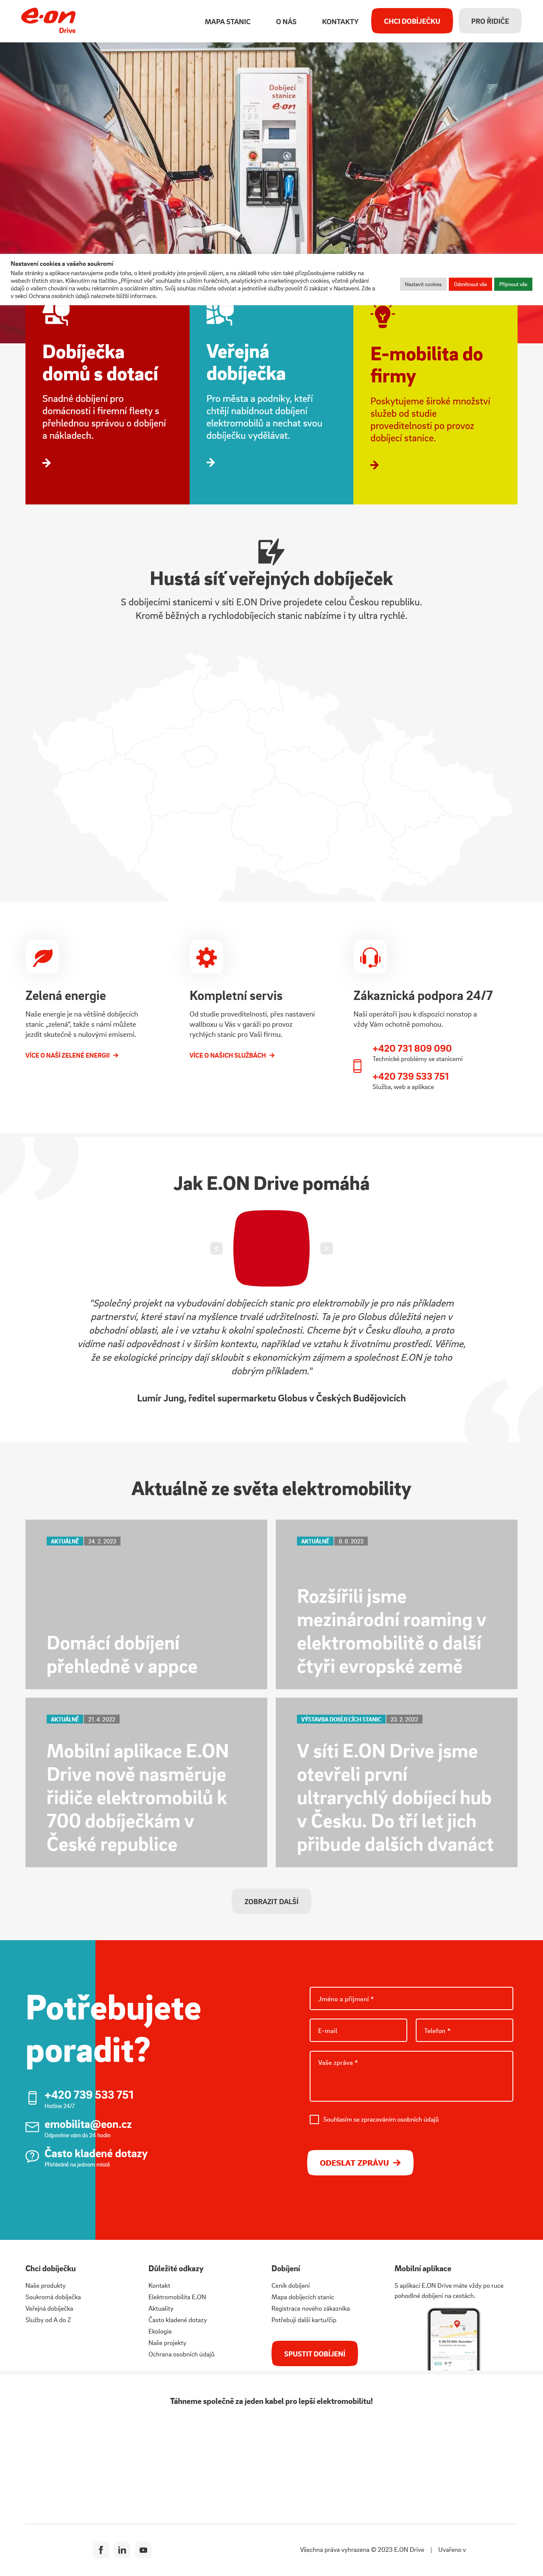 e·on
Drive
MAPA STANIC
O NÁS
KONTAKTY
CHCI DOBÍJEČKU
PRO ŘIDIČE
Dobíjecí
stanice
e·on
Nastavení cookies a vašeho soukromí
Naše stránky a aplikace nastavujeme podle toho, o které prodejty jste projevili zájem, a na základě toho vám také přizpůsobujeme nabídky na
webech třetích stran. Kliknutím na tlačítko „Přijmout vše" souhlasíte s užitím funkčních, analytických a marketingových cookies, včetně předání
údajů o vašem chování na webu reklamním a sociálním sítím. Svůj souhlas můžete odvolat a jednotlivé služby povolit či zakázat v Nastavení. Zde a
v sekci Ochrana osobních údajů naleznete bližší informace,
Nastavit cookies
Odmítnout vše
Přijmout vše
Dobíječka
domů s dotací
Snadné dobíjení pro
domácnosti i firemní fleety s
přehlednou správou o dobíjení
a nákladech.
Veřejná
dobíječka
Pro města a podniky, kteří
chtějí nabídnout dobíjení
elektromobilů a nechat svou
dobíječku vydělávat.
E-mobilita do
firmy
Poskytujeme široké množství
služeb od studie
proveditelnosti po provoz
dobíjecí stanice.
Hustá síť veřejných dobíječek
S dobíjecími stanicemi v síti E.ON Drive projedete celou Českou republiku.
Kromě běžných a rychlodobíjecích stanic nabízíme i ty ultra rychlé.
Zelená energie
Naše energie je na většině dobíjecích
stanic „zelená", takže s námi můžete
jezdit skutečně s nulovými emisemi.
VÍCE O NAŠÍ ZELENÉ ENERGII
Kompletní servis
Od studie proveditelnosti, přes nastavení
wallboxu u Vás v garáži po provoz
rychlých stanic pro Vaši firmu.
VÍCE O NAŠICH SLUŽBÁCH
Zákaznická podpora 24/7
Naši operátoři jsou k dispozici nonstop a
vždy Vám ochotně pomohou.
+420 731 809 090
Technické problémy se stanicemi
+420 739 533 751
Služba, web a aplikace
Jak E.ON Drive pomáhá
"Společný projekt na vybudování dobíjecích stanic pro elektromobily je pro nás příkladem
partnerství, které staví na myšlence trvalé udržitelnosti. Ta je pro Globus důležitá nejen v
obchodní oblasti, ale i ve vztahu k okolní společnosti. Chceme být v Česku dlouho, a proto
vidíme naši odpovědnost i v širším kontextu, například ve vztahu k životnímu prostředí. Věříme,
že se ekologické principy dají skloubit s ekonomickým zájmem a společnost E.ON je toho
dobrým příkladem."
Lumír Jung, ředitel supermarketu Globus v Českých Budějovicích
Aktuálně ze světa elektromobility
AKTUÁLNĚ
24. 2. 2023
Domácí dobíjení
přehledně v appce
AKTUÁLNĚ
8. 8. 2022
Rozšířili jsme
mezinárodní roaming v
elektromobilitě o další
čtyři evropské země
AKTUÁLNĚ
21. 4. 2022
Mobilní aplikace E.ON
Drive nově nasměruje
řidiče elektromobilů k
700 dobíječkám v
České republice
VÝSTAVBA DOBÍJECÍCH STANIC
23. 2. 2022
V síti E.ON Drive jsme
otevřeli první
ultrarychlý dobíjecí hub
v Česku. Do tří let jich
přibude dalších dvanáct
ZOBRAZIT DALŠÍ
Potřebujete
poradit?
+420 739 533 751
Hotline 24/7
emobilita@eon.cz
Odpovíme vám do 24 hodin
Často kladené dotazy
Přehledně na jednom místě
Jméno a příjmení *
E-mail
Telefon *
Vaše zpráva *
Souhlasím se zpracováním osobních údajů
ODESLAT ZPRÁVU
Chci dobíječku
Naše produkty
Soukromá dobíječka
Veřejná dobíječka
Služby od A do Z
Důležité odkazy
Kontakt
Elektromobilita E.ON
Aktuality
Často kladené dotazy
Ekologie
Naše projekty
Ochrana osobních údajů
Dobíjení
Ceník dobíjení
Mapa dobíjecích stanic
Registrace nového zákazníka
Potřebuji další kartu/čip
SPUSTIT DOBÍJENÍ
Mobilní aplikace
S aplikací E.ON Drive máte vždy po ruce
pohodlné dobíjení na cestách.
Táhneme společně za jeden kabel pro lepší elektromobilitu!
Všechna práva vyhrazena © 2023 E.ON Drive | Uvařeno v